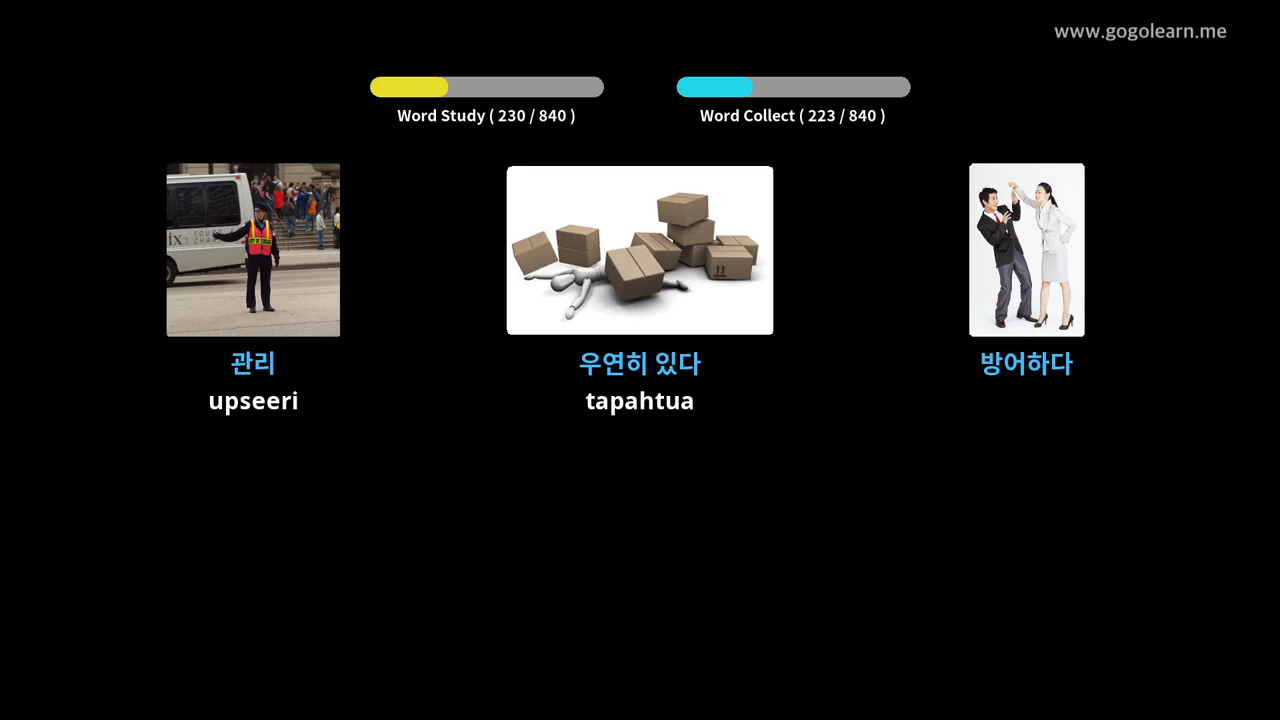 www.gogolearn.me
Word Study ( 230 / 840 )
Word Collect ( 223 / 840 )
관리
우연히 있다
방어하다
upseeri
tapahtua